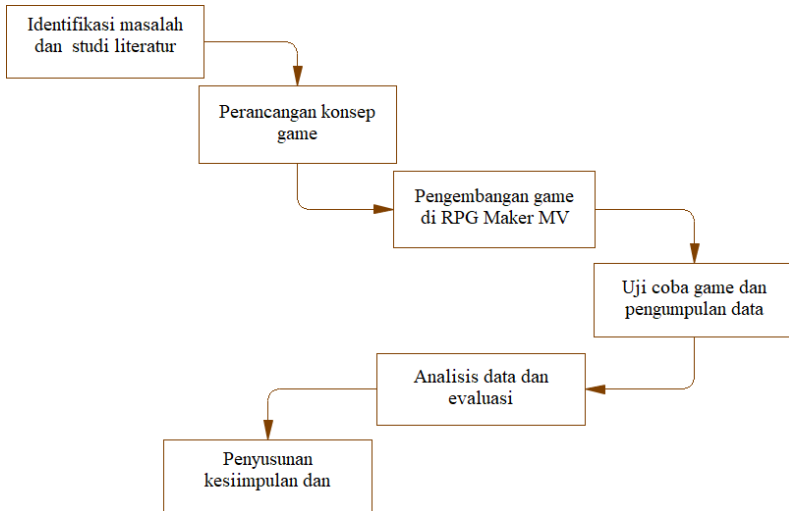 Identifikasi masalah
dan studi literatur
Perancangan konsep
game
Pengembangan game
di RPG Maker MV
Uji coba game dan
pengumpulan data
Analisis data dan
evaluasi
Penyusunan
kesiimpulan dan